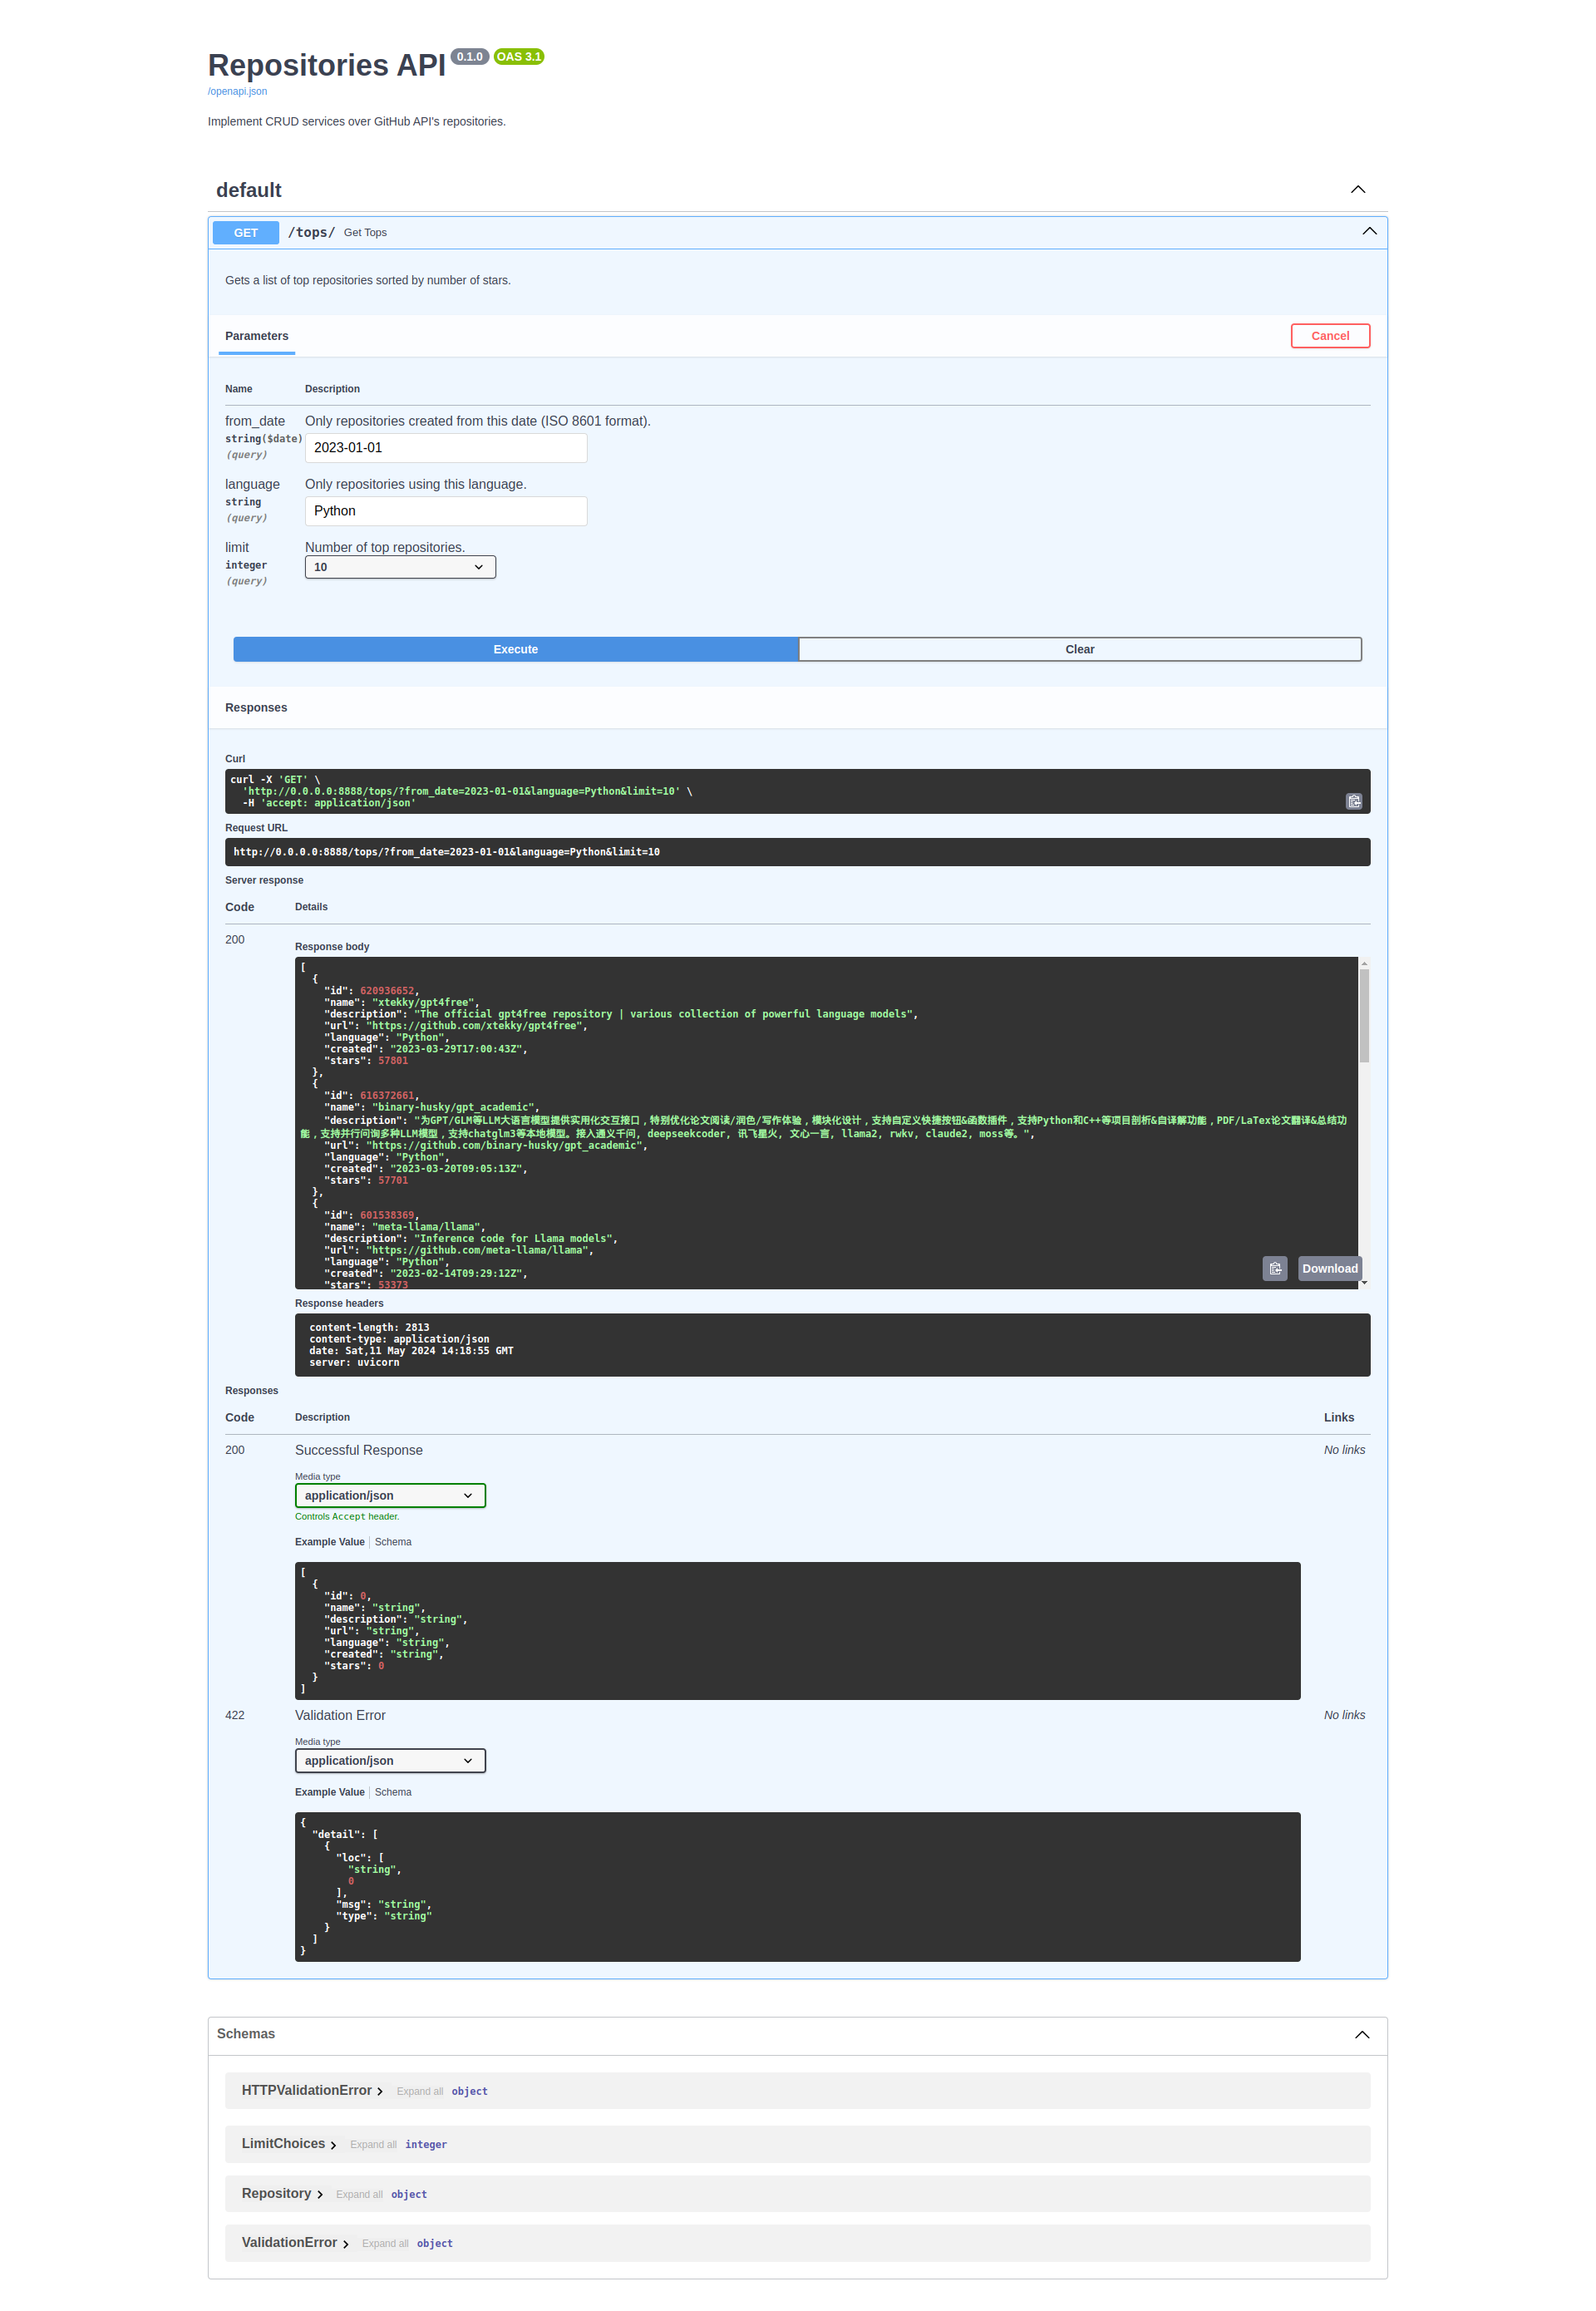 Repositories API 0.1.0 OAS 3.1
/openapi.json
Implement CRUD services over GitHub API's repositories.
default
GET /tops/ Get Tops
Gets a list of top repositories sorted by number of stars.
Parameters Cancel
Name Description
from_date Only repositories created from this date (ISO 8601 format).
string($date) 2023-01-01
(query)
language Only repositories using this language.
string Python
(query)
limit Number of top repositories.
integer 10
(query)
Execute Clear
Responses
Curl
curl -X 'GET' \
'http://0.0.0.0:8888/tops/?from_date=2023-01-01&language=Python&limit=10' \
-H 'accept: application/json'
Request URL
http://0.0.0.0:8888/tops/?from_date=2023-01-01&language=Python&limit=10
Server response
Code Details
200
Response body
[
{
"id": 620936652,
"name": "xtekky/gpt4free",
"description": "The official gpt4free repository | various collection of powerful language models",
"url": "https://github.com/xtekky/gpt4free",
"language": "Python",
"created": "2023-03-29T17:00:43Z",
"stars": 57801
},
{
"id": 616372661,
"name": "binary-husky/gpt_academic",
"description": "为GPT/GLM等LLM大语言模型提供实用化交互接口，特别优化论文阅读/润色/写作体验，模块化设计，支持自定义快捷按钮&函数插件，支持Python和C++等项目剖析&自译解功能，PDF/LaTex论文翻译&总结功
能，支持并行问询多种LLM模型，支持chatglm3等本地模型。接入通义千问, deepseekcoder, 讯飞星火, 文心一言, llama2, rwkv, claude2, moss等。",
"url": "https://github.com/binary-husky/gpt_academic",
"language": "Python",
"created": "2023-03-20T09:05:13Z",
"stars": 57701
},
{
"id": 601538369,
"name": "meta-llama/llama",
"description": "Inference code for Llama models",
"url": "https://github.com/meta-llama/llama",
"language": "Python",
"created": "2023-02-14T09:29:12Z",
"stars": 53373
Download
Response headers
content-length: 2813
content-type: application/json
date: Sat,11 May 2024 14:18:55 GMT
server: uvicorn
Responses
Code Description Links
200 Successful Response No links
Media type
application/json
Controls Accept header.
Example Value Schema
[
{
"id": 0,
"name": "string",
"description": "string",
"url": "string",
"language": "string",
"created": "string",
"stars": 0
}
]
422 Validation Error No links
Media type
application/json
Example Value Schema
{
"detail": [
{
"loc": [
"string",
0
],
"msg": "string",
"type": "string"
}
]
}
Schemas
HTTPValidationError Expand all object
LimitChoices Expand all integer
Repository Expand all object
ValidationError Expand all object